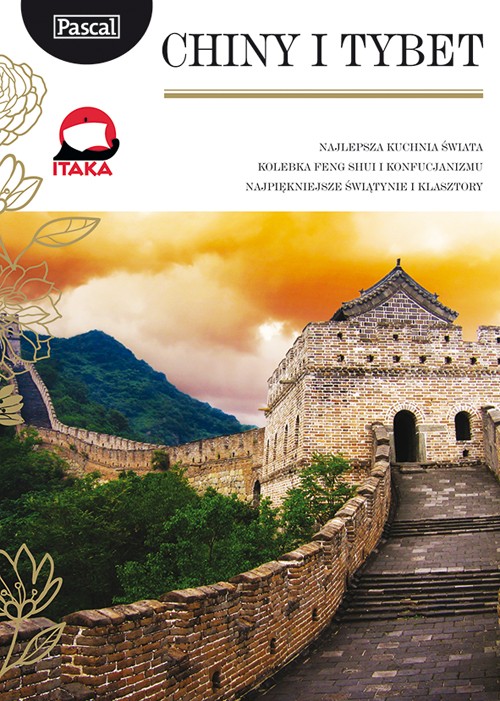 Pascal
CHINY I TYBET
ITAKA
NAJLEPSZA KUCHNIA ŚWIATA
KOLEBKA FENG SHUI I KONFUCJANIZMU
NAJPIĘKNIEJSZE ŚWIĄTYNIE I KLASZTORY